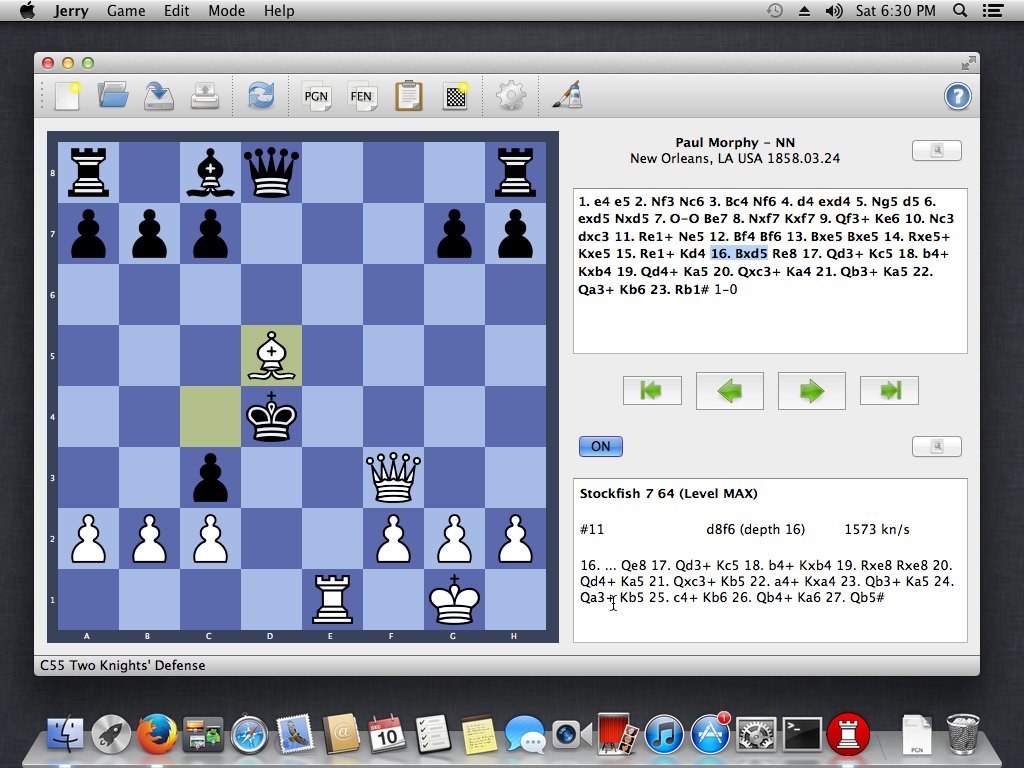 Jerry Game Edit Mode Help Sat 6:30 PM
PGN FEN ?
8
7
6
5
4
3
2
1
A B C D E F G H
Paul Morphy – NN
New Orleans, LA USA 1858.03.24
1. e4 e5 2. Nf3 Nc6 3. Bc4 Nf6 4. d4 exd4 5. Ng5 d5 6.
exd5 Nxd5 7. O–O Be7 8. Nxf7 Kxf7 9. Qf3+ Ke6 10. Nc3
dxc3 11. Re1+ Ne5 12. Bf4 Bf6 13. Bxe5 Bxe5 14. Rxe5+
Kxe5 15. Re1+ Kd4 16. Bxd5 Re8 17. Qd3+ Kc5 18. b4+
Kxb4 19. Qd4+ Ka5 20. Qxc3+ Ka4 21. Qb3+ Ka5 22.
Qa3+ Kb6 23. Rb1# 1–0
ON
Stockfish 7 64 (Level MAX)
#11 d8f6 (depth 16) 1573 kn/s
16. ... Qe8 17. Qd3+ Kc5 18. b4+ Kxb4 19. Rxe8 Rxe8 20.
Qd4+ Ka5 21. Qxc3+ Kb5 22. a4+ Kxa4 23. Qb3+ Ka5 24.
Qa3+ Kb5 25. c4+ Kb6 26. Qb4+ Ka6 27. Qb5#
C55 Two Knights' Defense
DEC
10
1
PGN